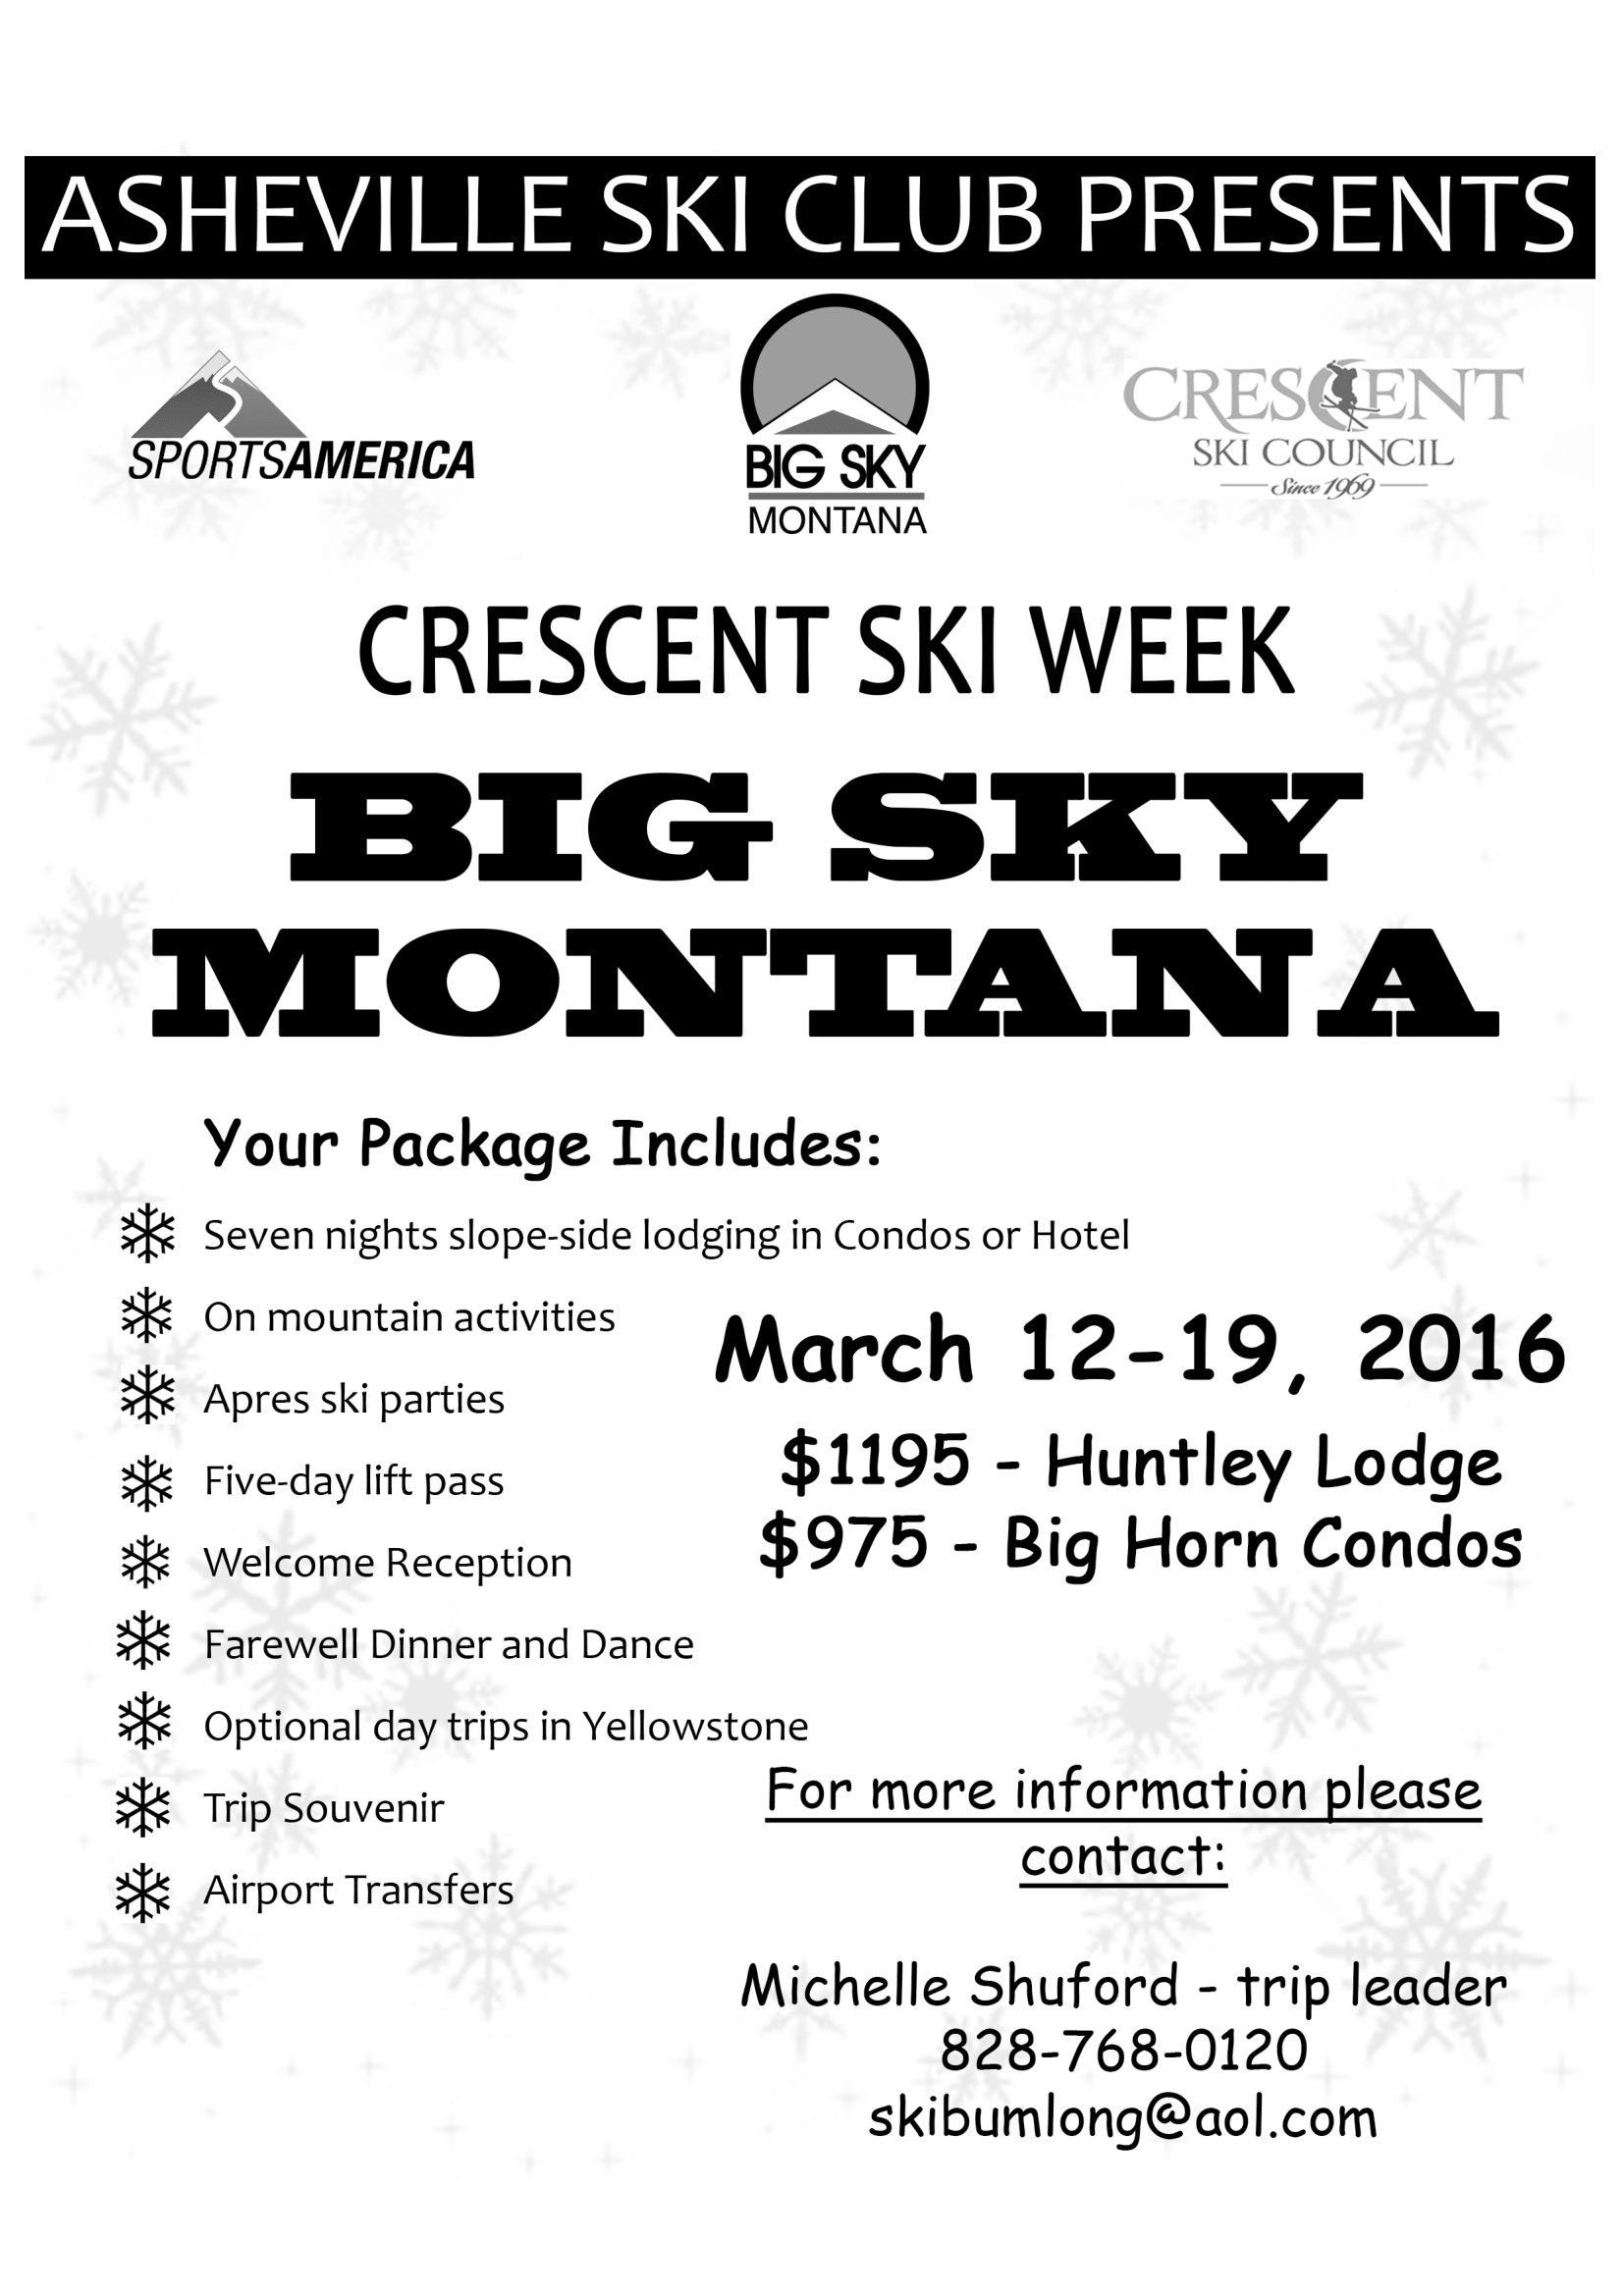 ASHEVILLE SKI CLUB PRESENTS
SPORTSAMERICA
BIG SKY
MONTANA
CRESCENT
SKI COUNCIL
Since 1969
CRESCENT SKI WEEK
BIG SKY
MONTANA
Your Package Includes:
Seven nights slope-side lodging in Condos or Hotel
On mountain activities
Apres ski parties
Five-day lift pass
Welcome Reception
Farewell Dinner and Dance
Optional day trips in Yellowstone
Trip Souvenir
Airport Transfers
March 12-19, 2016
$1195 - Huntley Lodge
$975 - Big Horn Condos
For more information please
contact:
Michelle Shuford - trip leader
828-768-0120
skibumlong@aol.com